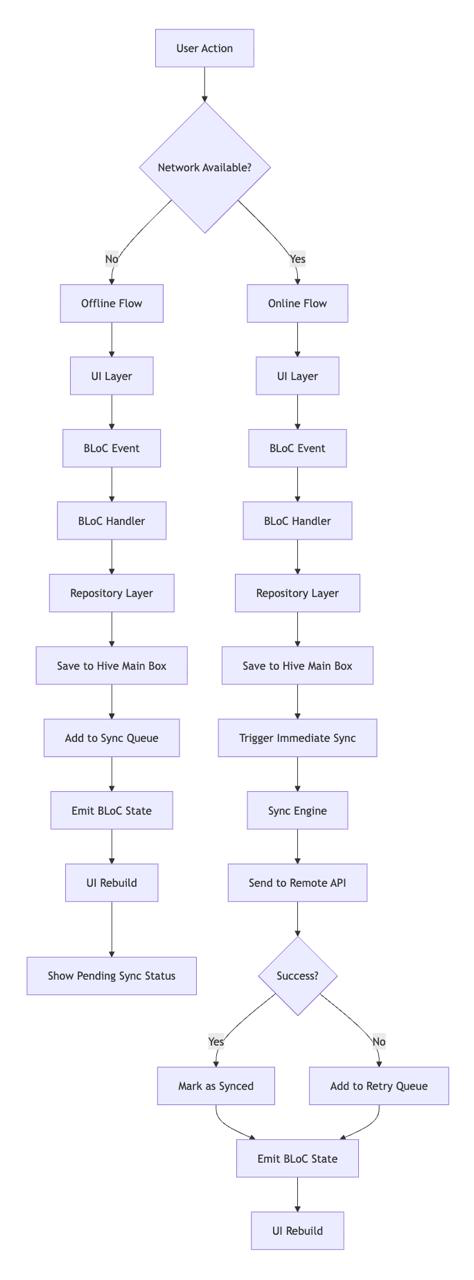 User Action
Network Available?
No
Yes
Offline Flow
Online Flow
UI Layer
UI Layer
BLoC Event
BLoC Event
BLoC Handler
BLoC Handler
Repository Layer
Repository Layer
Save to Hive Main Box
Save to Hive Main Box
Add to Sync Queue
Trigger Immediate Sync
Emit BLoC State
Sync Engine
UI Rebuild
Send to Remote API
Show Pending Sync Status
Success?
Yes
No
Mark as Synced
Add to Retry Queue
Emit BLoC State
UI Rebuild